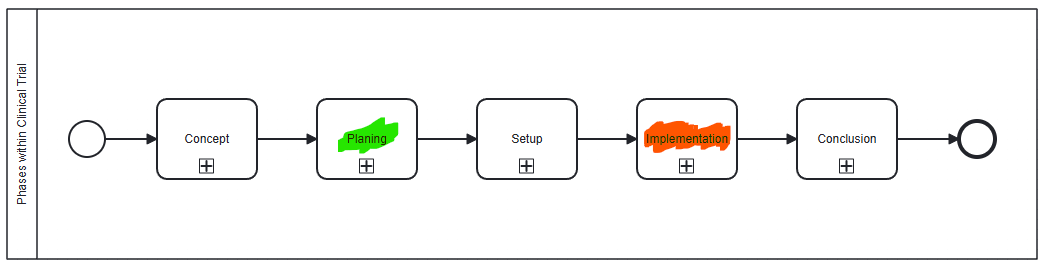 Phases within Clinical Trial
Concept
Planing
Setup
Implementation
Conclusion